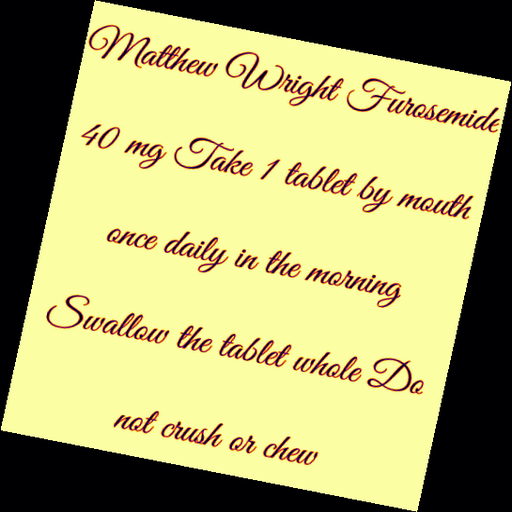 Matthew Wright Furosemide
40 mg Take 1 tablet by mouth
once daily in the morning
Swallow the tablet whole Do
not crush or chew